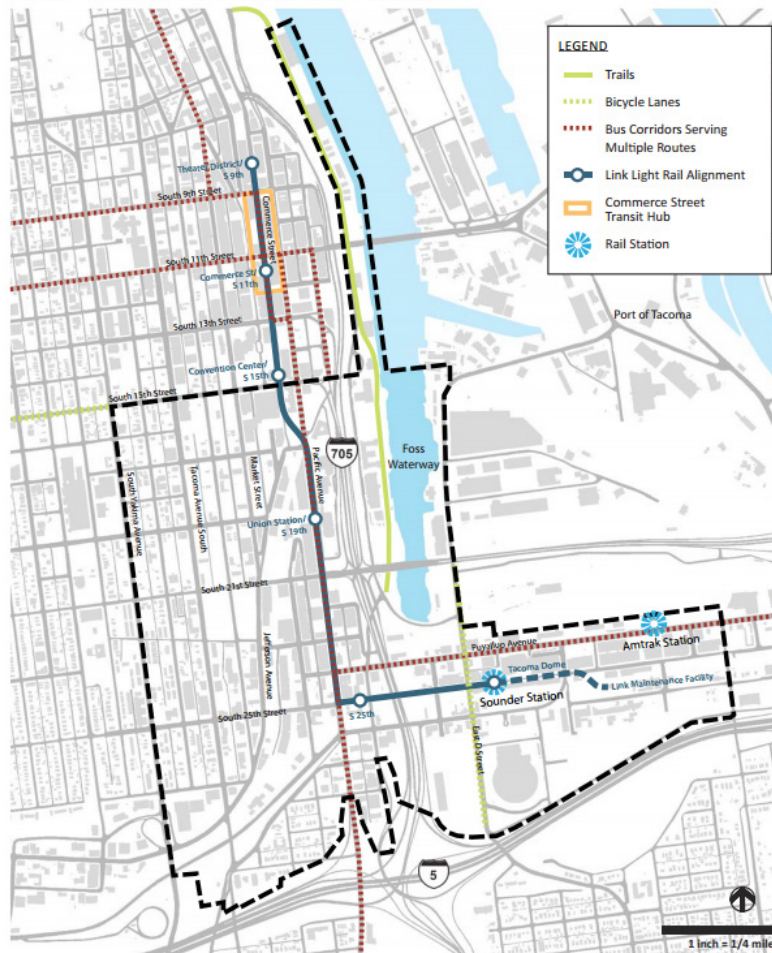 LEGEND
Trails
Bicycle Lanes
Bus Corridors Serving
Multiple Routes
Link Light Rail Alignment
Commerce Street
Transit Hub
Rail Station
Theater District/
S 9th
South 9th Street
Commerce Street
South 11th Street
Commerce St/
S 11th
South 13th Street
Port of Tacoma
Convention Center/
S 15th
South 15th Street
Foss
Waterway
705
Pacific Avenue
Market Street
Tacoma Avenue South
South Yakima Avenue
Union Station/
S 19th
South 21st Street
Jefferson Avenue
Puyallup Avenue
Amtrak Station
Tacoma Dome
Link Maintenance Facility
Sounder Station
South 25th Street
S 25th
East D Street
5
1 inch = 1/4 mile